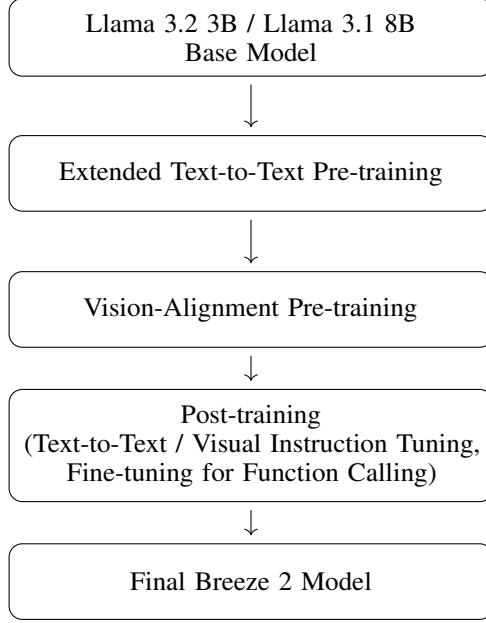 Llama 3.2 3B / Llama 3.1 8B
Base Model
Extended Text-to-Text Pre-training
Vision-Alignment Pre-training
Post-training
(Text-to-Text / Visual Instruction Tuning,
Fine-tuning for Function Calling)
Final Breeze 2 Model